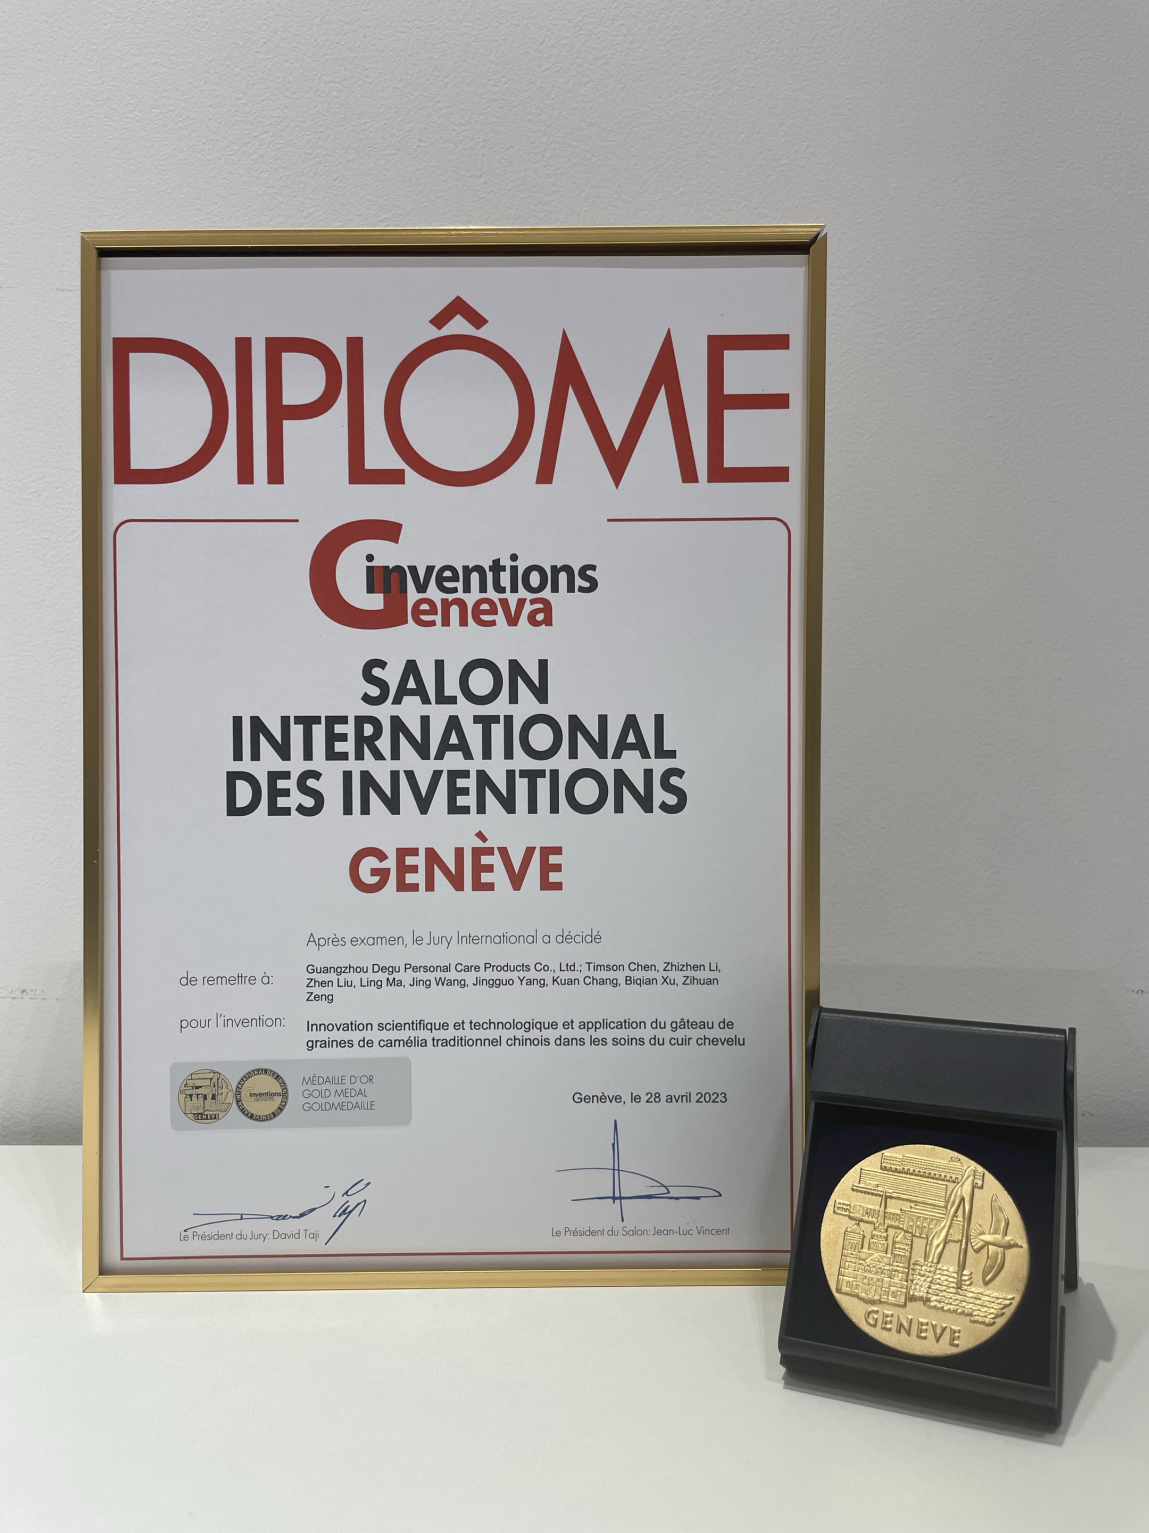 DIPLÔME
inventions
Geneva
SALON
INTERNATIONAL
DES INVENTIONS
GENÈVE
Après examen, le Jury International a décidé
de remettre à:
Guangzhou Degu Personal Care Products Co., Ltd.; Timson Chen, Zhizhen Li,
Zhen Liu, Ling Ma, Jing Wang, Jingguo Yang, Kuan Chang, Biqian Xu, Zihuan
Zeng
pour l'invention:
Innovation scientifique et technologique et application du gâteau de
graines de camélia traditionnel chinois dans les soins du cuir chevelu
GENEVE
inventions
MÉDAILLE D'OR
GOLD MEDAL
GOLDMEDAILLE
Genève, le 28 avril 2023
Le Président du Jury: David Taji
Le Président du Salon: Jean-Luc Vincent
GENEVE